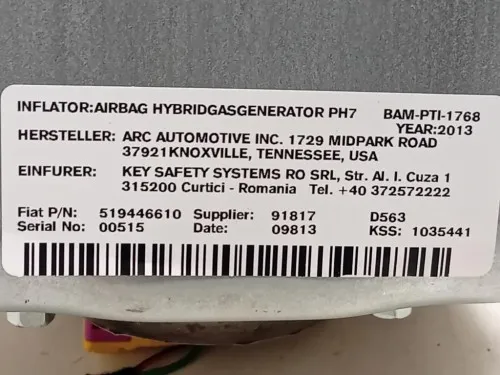 INFLATOR:AIRBAG HYBRIDGASGENERATOR PH7 BAM-PTI-1768
YEAR:2013
HERSTELLER: ARC AUTOMOTIVE INC. 1729 MIDPARK ROAD
37921KNOXVILLE, TENNESSEE, USA
EINFURER: KEY SAFETY SYSTEMS RO SRL, Str. Al. I. Cuza 1
315200 Curtici - Romania Tel. +40 372572222
Fiat P/N: 519446610 Supplier: 91817 D563
Serial No: 00515 Date: 09813 KSS: 1035441